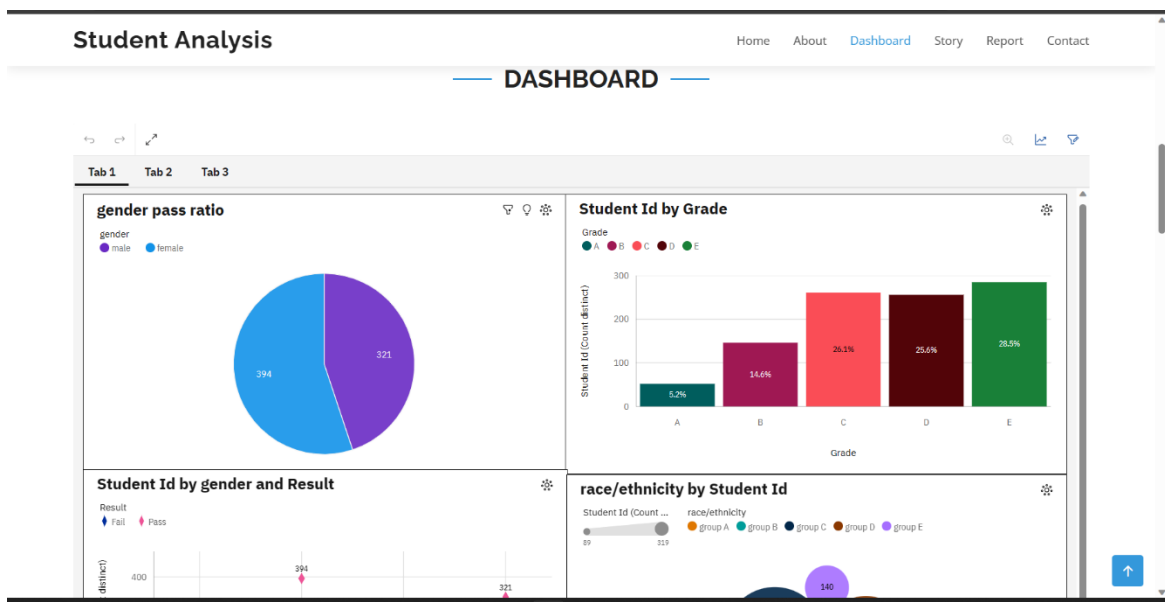 Student Analysis
Home About Dashboard Story Report Contact
DASHBOARD
Tab 1 Tab 2 Tab 3
gender pass ratio
gender
male female
321
394
Student Id by Grade
Grade
A B C D E
Student Id (Count distinct)
300
200
100
0
5.2%
14.6%
26.1%
25.6%
28.5%
A B C D E
Grade
Student Id by gender and Result
Result
Fail Pass
distinct)
400
394
321
race/ethnicity by Student Id
Student Id (Count ...
89 319
race/ethnicity
group A group B group C group D group E
140